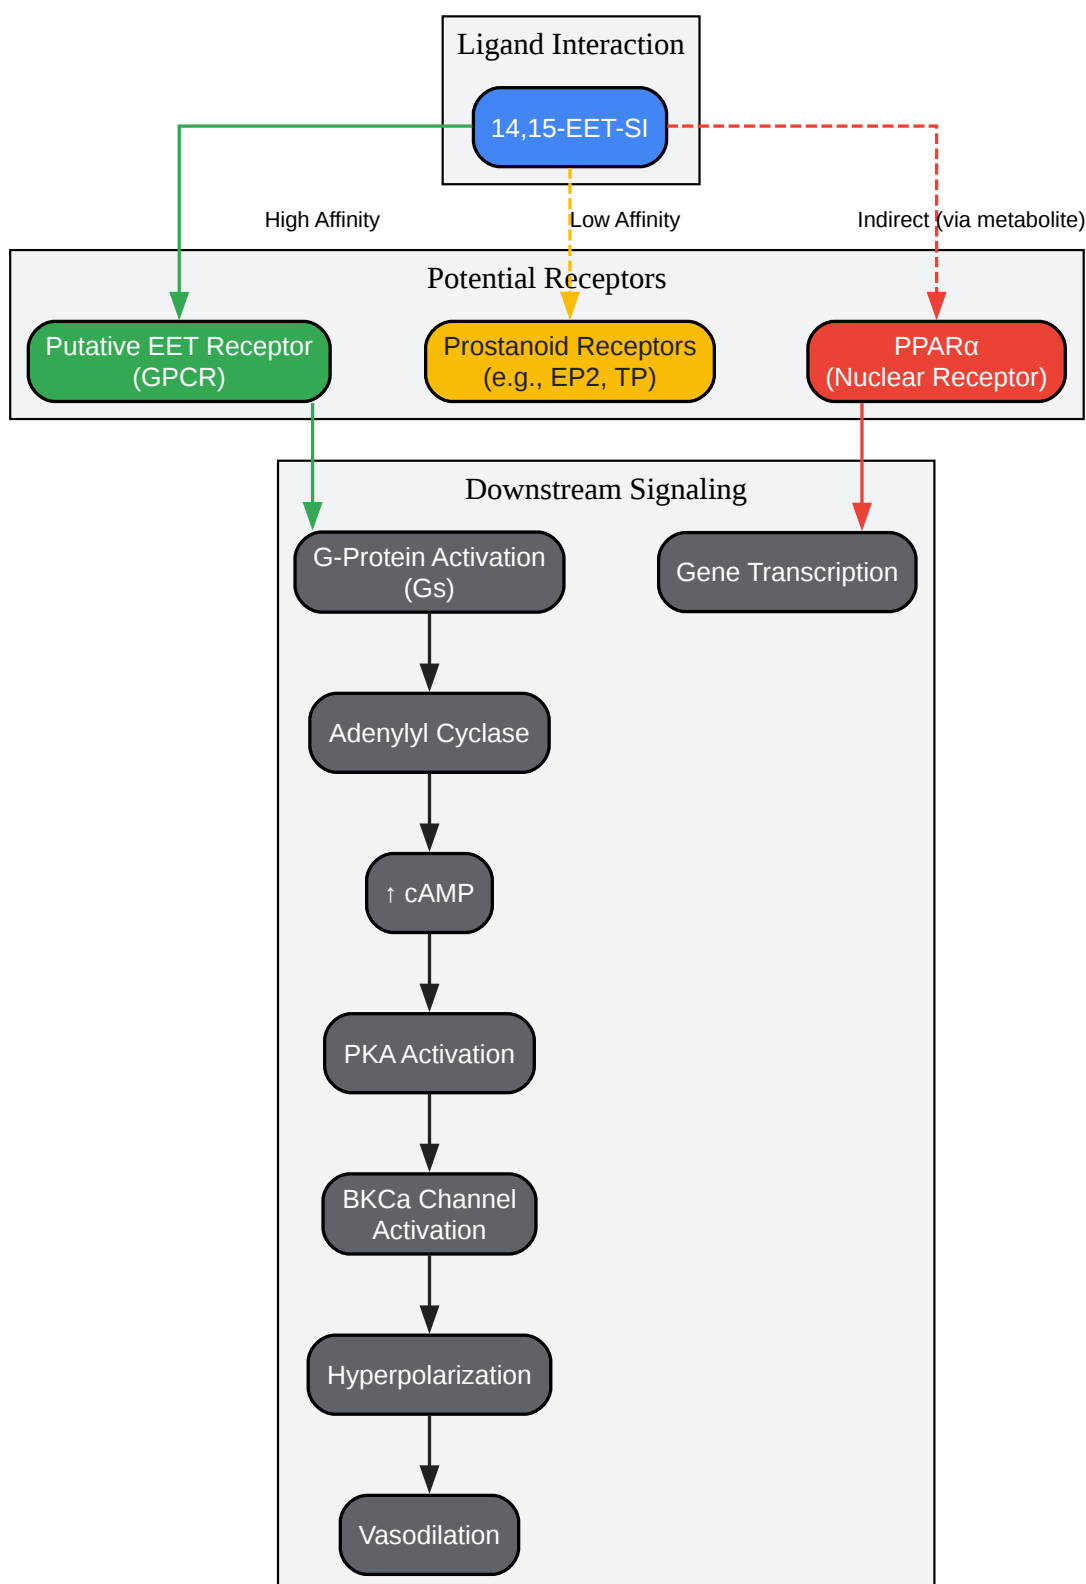 Ligand Interaction
14,15-EET-SI
High Affinity
Low Affinity
Indirect (via metabolite)
Potential Receptors
Putative EET Receptor
(GPCR)
Prostanoid Receptors
(e.g., EP2, TP)
PPARα
(Nuclear Receptor)
Downstream Signaling
G-Protein Activation
(Gs)
Gene Transcription
Adenylyl Cyclase
↑ cAMP
PKA Activation
BKCa Channel
Activation
Hyperpolarization
Vasodilation